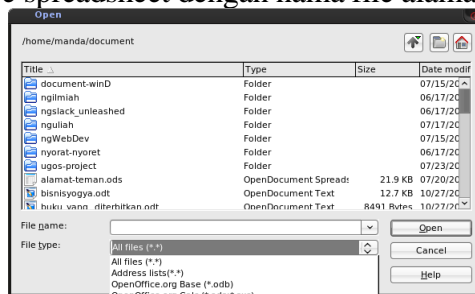 spreadsheet dengan nama file alama
Open
/home/manda/document
Title Type Size Date modif
document-winD Folder 07/15/20
ngilmiah Folder 06/17/20
ngslack_unleashed Folder 06/17/20
nguliah Folder 07/17/20
ngWebDev Folder 07/15/20
nyorat-nyoret Folder 06/17/20
ugos-project Folder 07/23/20
alamat-teman.ods OpenDocument Spreads 21.9 KB 07/20/20
bisnisyogya.odt OpenDocument Text 12.7 KB 10/27/20
buku_yang_diterbitkan.odt OpenDocument Text 8491 Bytes 10/27/20
File name: Open
File type: All files (*.*) Cancel
All files (*.*)
Address lists(*.*) Help
OpenOffice.org Base (*.odb)